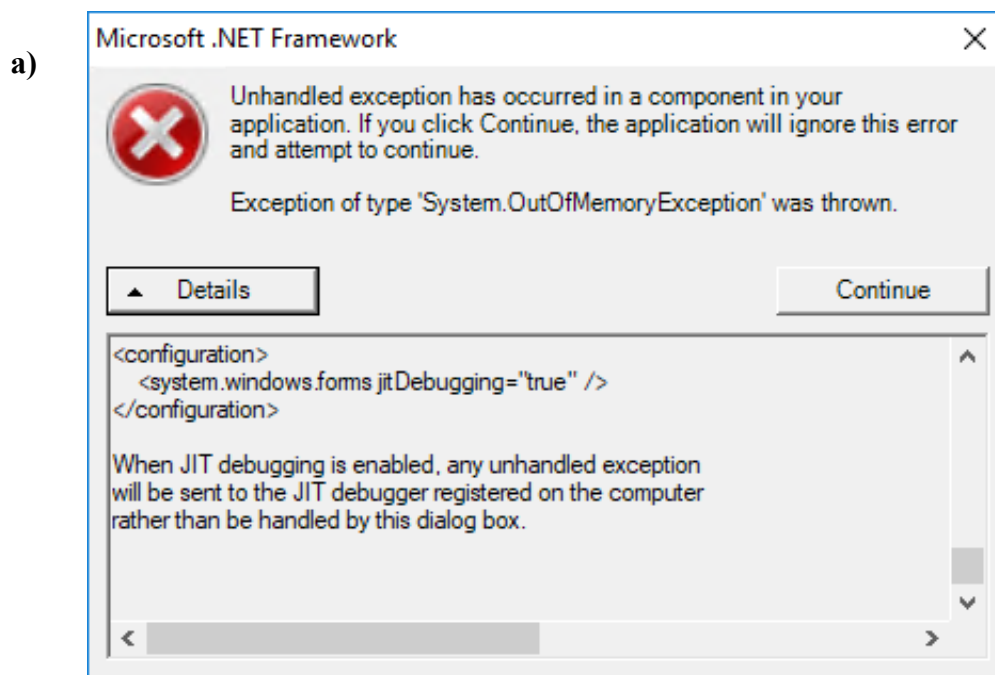 a)
Microsoft .NET Framework
Unhandled exception has occurred in a component in your
application. If you click Continue, the application will ignore this error
and attempt to continue.
Exception of type 'System.OutOfMemoryException' was thrown.
Details
Continue
<configuration>
<system.windows.forms jitDebugging="true" />
</configuration>
When JIT debugging is enabled, any unhandled exception
will be sent to the JIT debugger registered on the computer
rather than be handled by this dialog box.